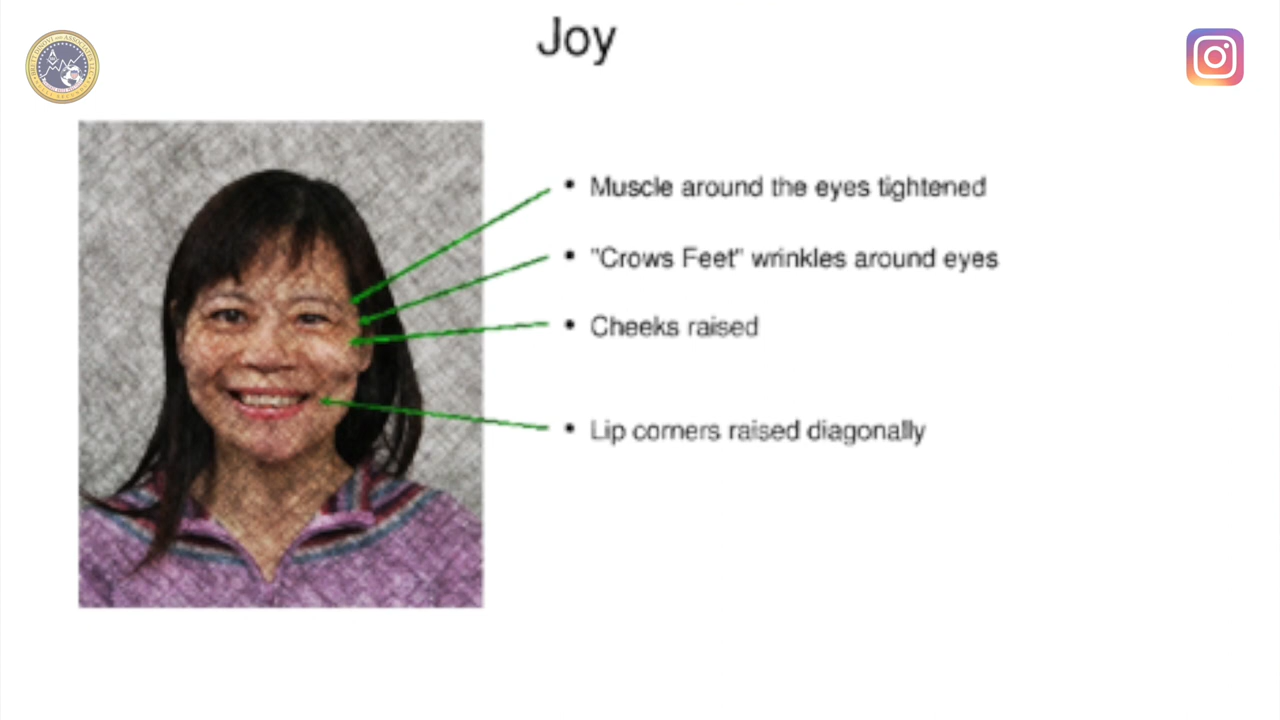 Joy
Muscle around the eyes tightened
"Crows Feet" wrinkles around eyes
Cheeks raised
Lip corners raised diagonally